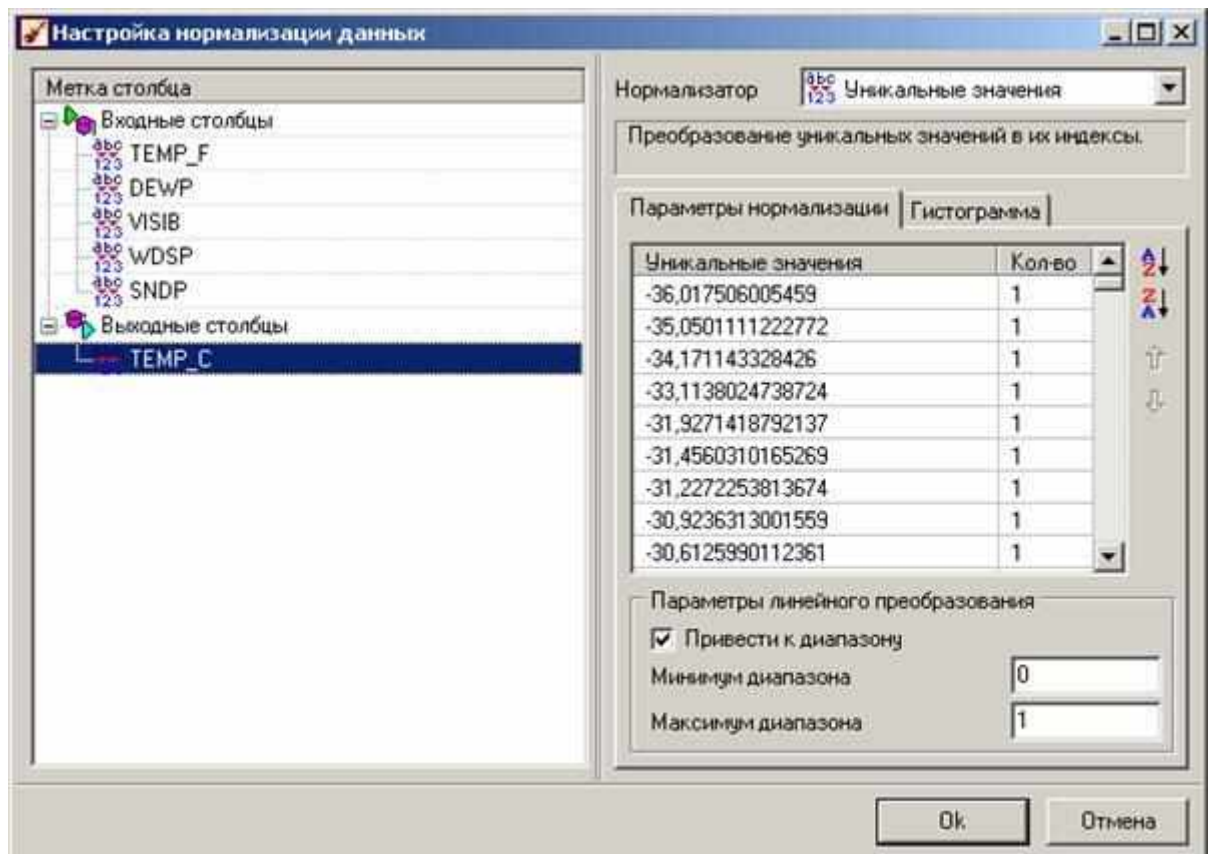 Настройка нормализации данных
Метка столбца
Входные столбцы
TEMP_F
DEWP
VISIB
WDSP
SNDP
Выходные столбцы
TEMP_C
Нормализатор
Уникальные значения
Преобразование уникальных значений в их индексы.
Параметры нормализации Гистограмма
Уникальные значения Кол-во
-36,017506005459 1
-35,0501111222772 1
-34,171143328426 1
-33,1138024738724 1
-31,9271418792137 1
-31,4560310165269 1
-31,2272253813674 1
-30,9236313001559 1
-30,6125990112361 1
Параметры линейного преобразования
Привести к диапазону
Минимум диапазона 0
Максимум диапазона 1
Ok Отмена